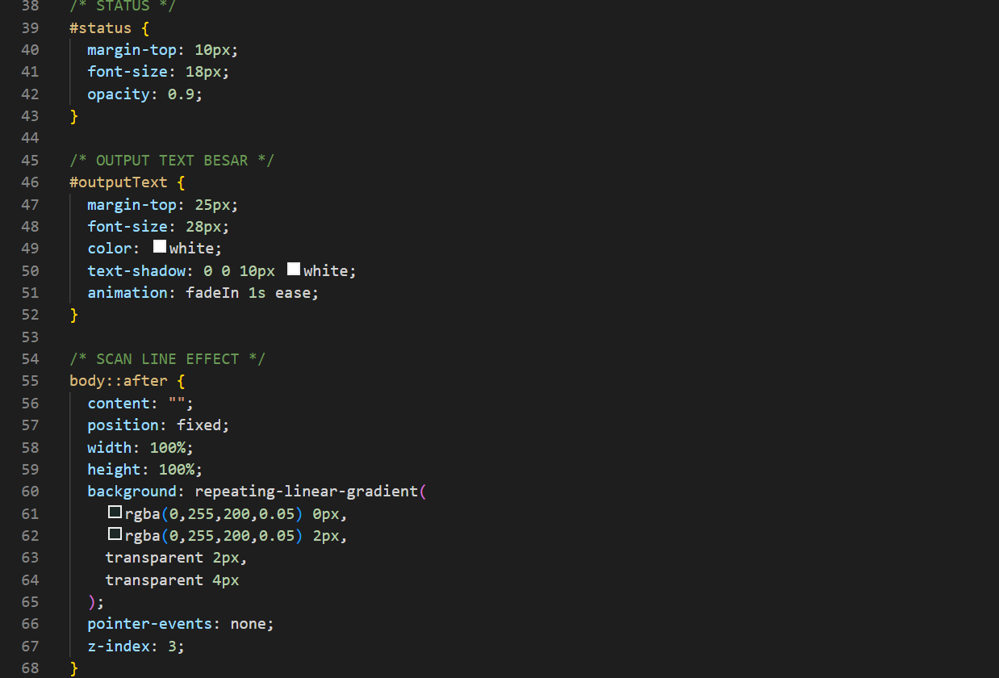 38 /* STATUS */
39 #status {
40 margin-top: 10px;
41 font-size: 18px;
42 opacity: 0.9;
43 }
44
45 /* OUTPUT TEXT BESAR */
46 #outputText {
47 margin-top: 25px;
48 font-size: 28px;
49 color: white;
50 text-shadow: 0 0 10px white;
51 animation: fadeIn 1s ease;
52 }
53
54 /* SCAN LINE EFFECT */
55 body::after {
56 content: "";
57 position: fixed;
58 width: 100%;
59 height: 100%;
60 background: repeating-linear-gradient(
61 rgba(0,255,200,0.05) 0px,
62 rgba(0,255,200,0.05) 2px,
63 transparent 2px,
64 transparent 4px
65 );
66 pointer-events: none;
67 z-index: 3;
68 }